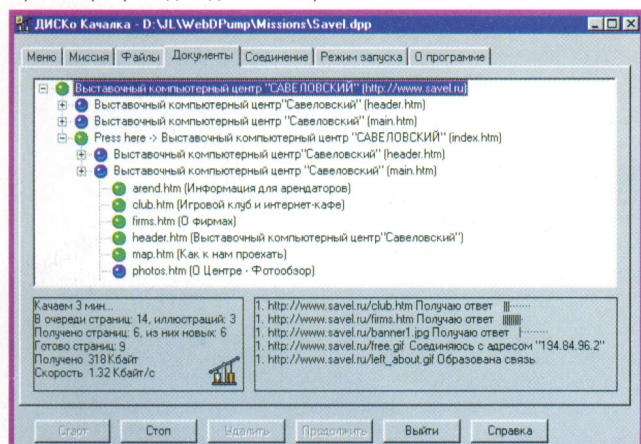 ДИСКо Качалка - D:\JL\WebDPump\Missions\Savel.dpp
Меню Миссия Файлы Документы Соединение Режим запуска О программе
Выставочный компьютерный центр "САВЕЛОВСКИЙ" (http://www.savel.ru)
Выставочный компьютерный центр"Савеловский" (header.htm)
Выставочный компьютерный центр "Савеловский" (main.htm)
Press here -> Выставочный компьютерный центр "САВЕЛОВСКИЙ" (index.htm)
Выставочный компьютерный центр"Савеловский" (header.htm)
Выставочный компьютерный центр "Савеловский" (main.htm)
arend.htm (Информация для арендаторов)
club.htm (Игровой клуб и интернет-кафе)
firms.htm (О фирмах)
header.htm (Выставочный компьютерный центр"Савеловский")
map.htm (Как к нам проехать)
photos.htm (О Центре - Фотообзор)
Качаем 3 мин...
В очереди страниц: 14, иллюстраций: 3
Получено страниц: 6, из них новых: 6
Готово страниц: 9
Получено 318 Кбайт
Скорость 1.32 Кбайт/с
1. http://www.savel.ru/club.htm Получаю ответ
1. http://www.savel.ru/firms.htm Получаю ответ
1. http://www.savel.ru/banner1.jpg Получаю ответ
1. http://www.savel.ru/free.gif Соединяюсь с адресом "194.84.96.2"
1. http://www.savel.ru/left_about.gif Образована связь
Старт Стоп Удалить Продолжить Выйти Справка